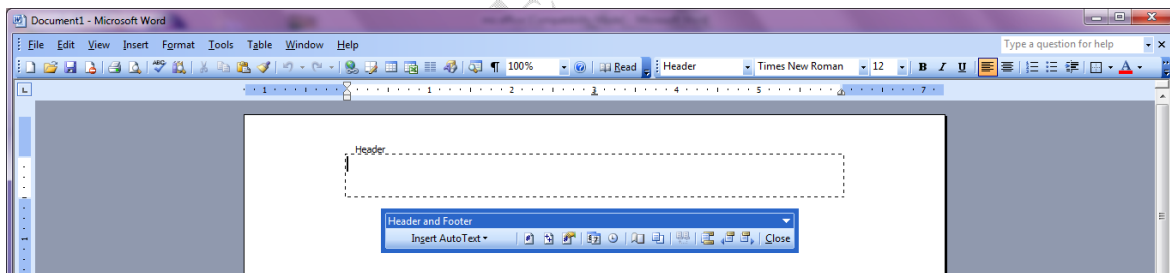 Document1 - Microsoft Word
File Edit View Insert Format Tools Table Window Help Type a question for help
100% Read Header Times New Roman 12 B I U A
1 1 2 3 4 5 7
Header
Header and Footer
Insert AutoText Close